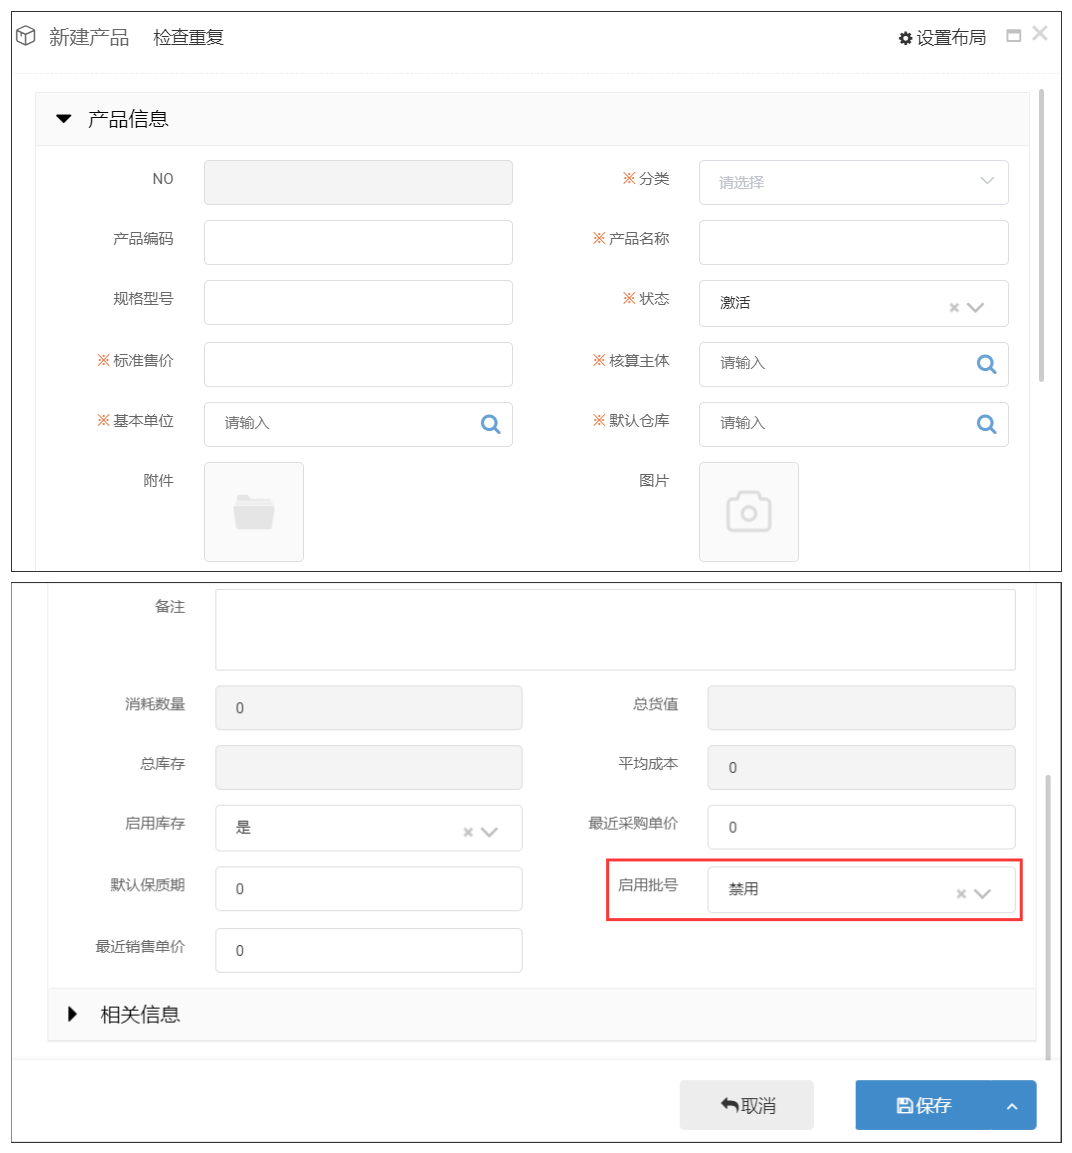 新建产品 检查重复 设置布局
产品信息
NO ※分类 请选择
产品编码 ※产品名称
规格型号 ※状态 激活
※标准售价 ※核算主体 请输入
※基本单位 请输入 ※默认仓库 请输入
附件 图片
备注
消耗数量 0 总货值
总库存 平均成本 0
启用库存 是 最近采购单价 0
默认保质期 0 启用批号 禁用
最近销售单价 0
相关信息
取消 保存